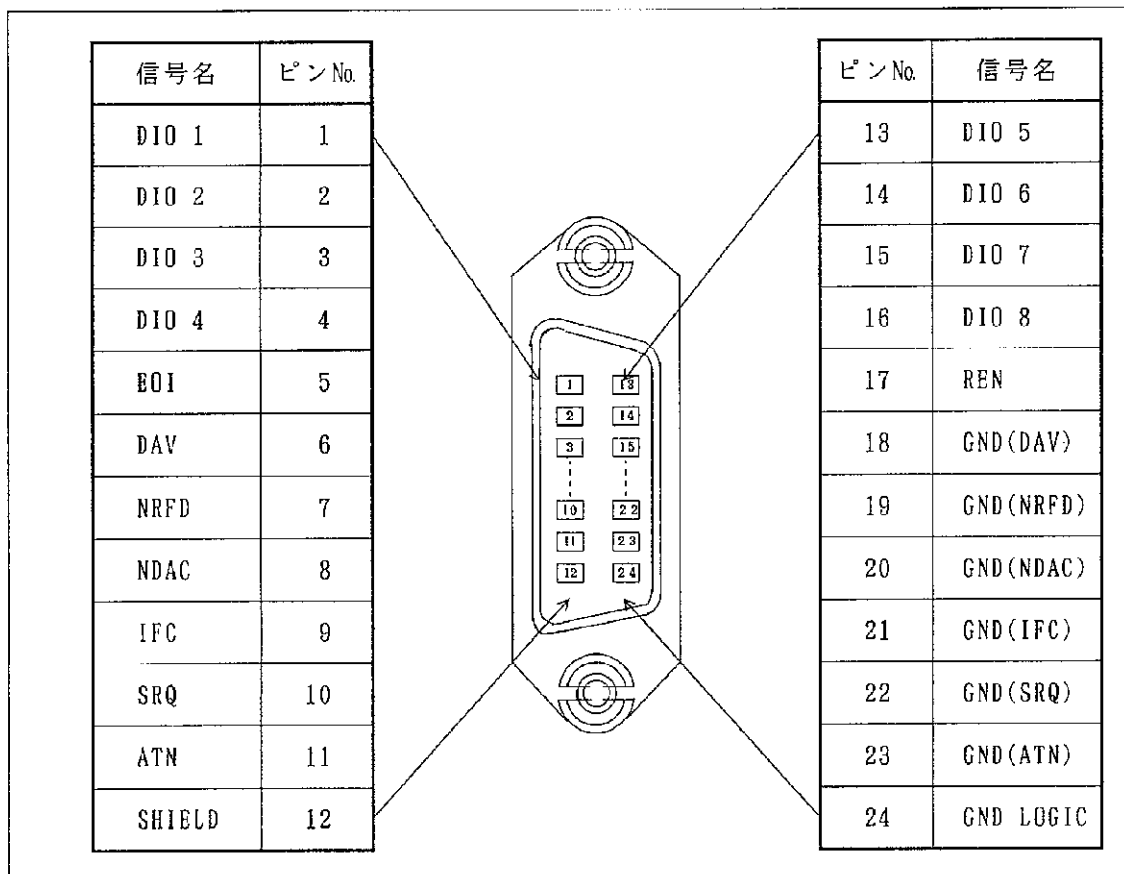 信号名 ピンNo.
DIO 1 1
DIO 2 2
DIO 3 3
DIO 4 4
EOI 5
DAV 6
NRFD 7
NDAC 8
IFC 9
SRQ 10
ATN 11
SHIELD 12
1 13
2 14
3 15
10 22
11 23
12 24
ピンNo. 信号名
13 DIO 5
14 DIO 6
15 DIO 7
16 DIO 8
17 REN
18 GND(DAV)
19 GND(NRFD)
20 GND(NDAC)
21 GND(IFC)
22 GND(SRQ)
23 GND(ATN)
24 GND LOGIC